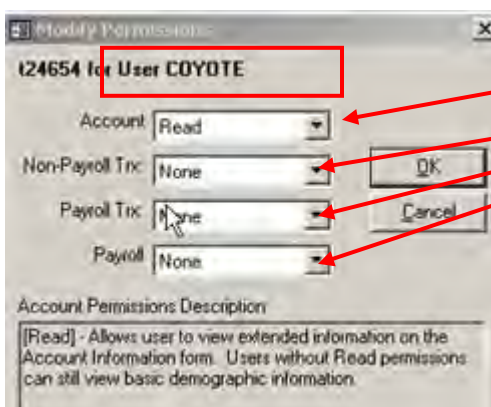 Modify Permissions
t24654 for User COYOTE
Account Read
Non-Payroll Trx: None OK
Payroll Trx: None Cancel
Payroll None
Account Permissions Description
[Read] - Allows user to view extended information on the
Account Information form. Users without Read permissions
can still view basic demographic information.